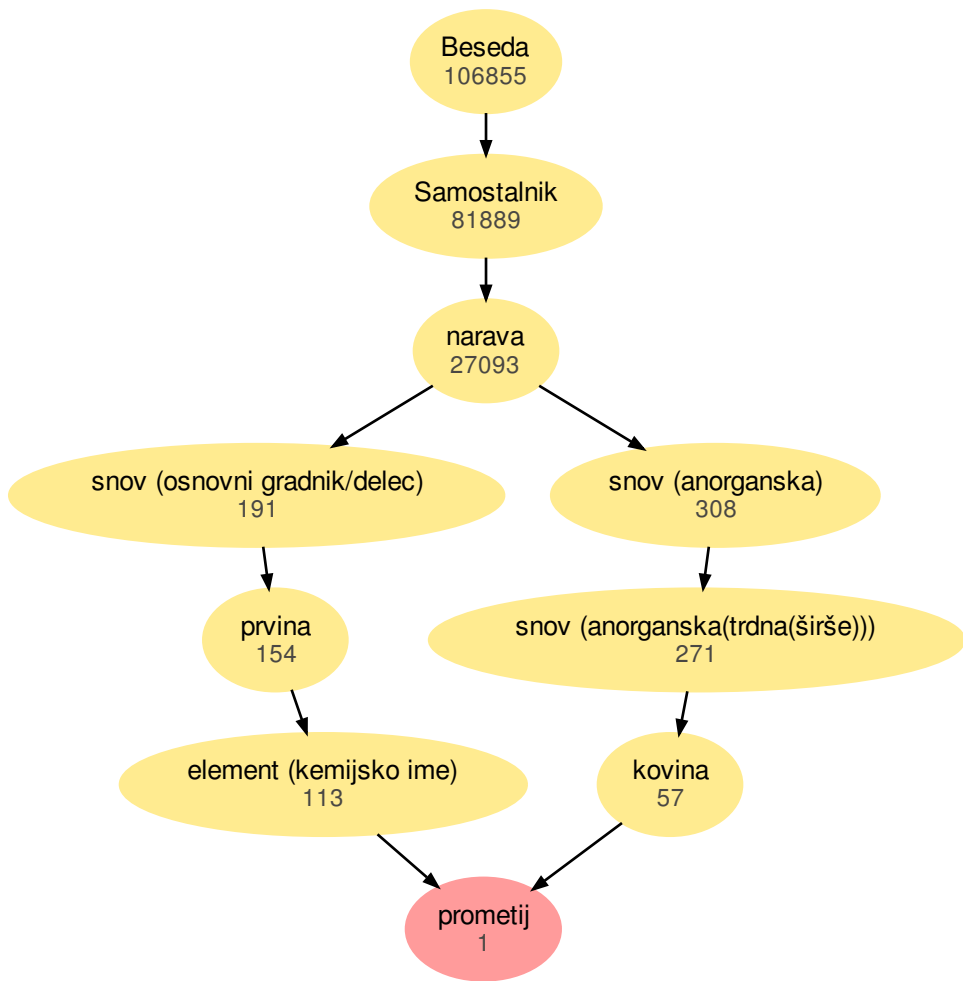 Beseda
106855
Samostalnik
81889
narava
27093
snov (osnovni gradnik/delec)
191
snov (anorganska)
308
prvina
154
snov (anorganska(trdna(širše)))
271
element (kemijsko ime)
113
kovina
57
prometij
1